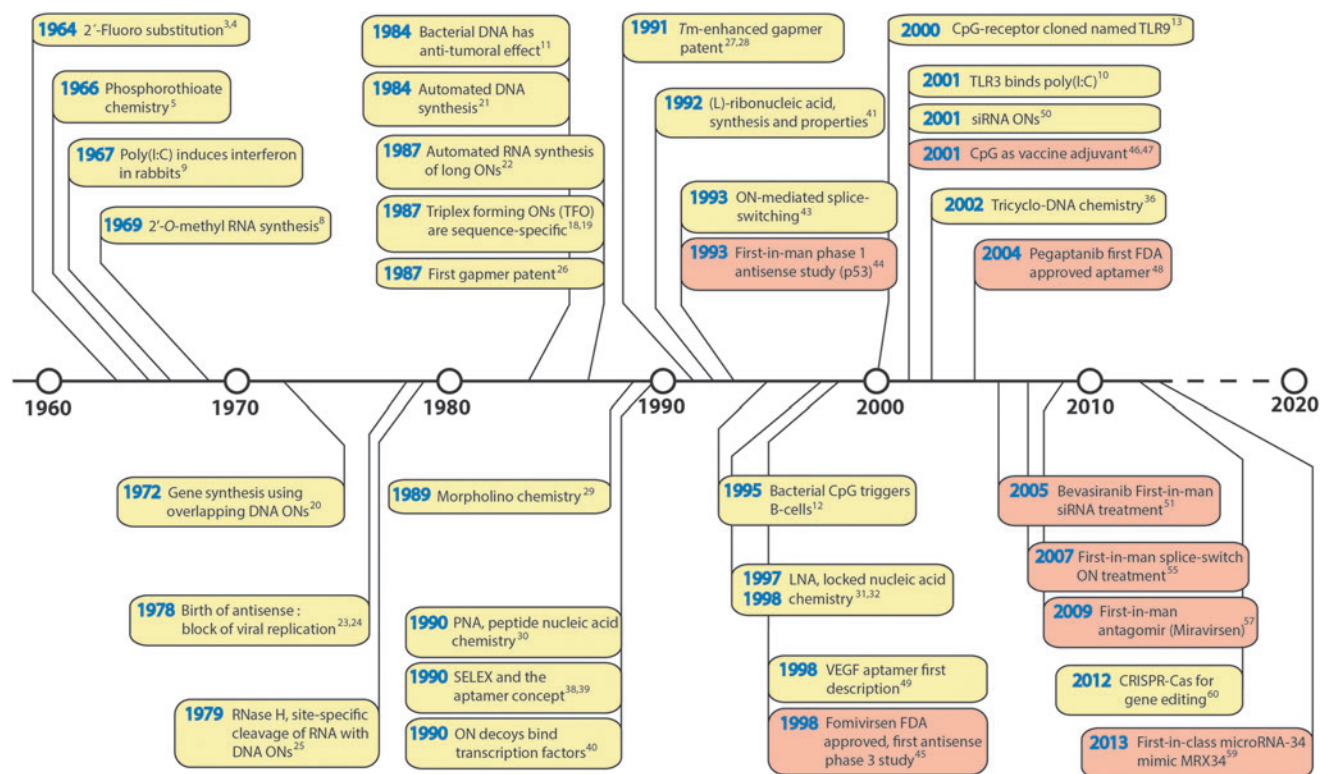 1964 2´-Fluoro substitution3,4
1966 Phosphorothioate
chemistry5
1967 Poly(I:C) induces interferon
in rabbits9
1969 2'-O-methyl RNA synthesis8
1984 Bacterial DNA has
anti-tumoral effect11
1984 Automated DNA
synthesis21
1987 Automated RNA synthesis
of long ONs22
1987 Triplex forming ONs (TFO)
are sequence-specific18,19
1987 First gapmer patent26
1991 Tm-enhanced gapmer
patent27,28
1992 (L)-ribonucleic acid,
synthesis and properties41
1993 ON-mediated splice-
switching43
1993 First-in-man phase 1
antisense study (p53)44
2000 CpG-receptor cloned named TLR913
2001 TLR3 binds poly(I:C)10
2001 siRNA ONs50
2001 CpG as vaccine adjuvant46,47
2002 Tricyclo-DNA chemistry36
2004 Pegaptanib first FDA
approved aptamer48
1960 1970 1980 1990 2000 2010 2020
1972 Gene synthesis using
overlapping DNA ONs20
1978 Birth of antisense :
block of viral replication23,24
1979 RNase H, site-specific
cleavage of RNA with
DNA ONs25
1989 Morpholino chemistry29
1990 PNA, peptide nucleic acid
chemistry30
1990 SELEX and the
aptamer concept38,39
1990 ON decoys bind
transcription factors40
1995 Bacterial CpG triggers
B-cells12
1997 LNA, locked nucleic acid
1998 chemistry31,32
1998 VEGF aptamer first
description49
1998 Fomivirsen FDA
approved, first antisense
phase 3 study45
2005 Bevasiranib First-in-man
siRNA treatment51
2007 First-in-man splice-switch
ON treatment55
2009 First-in-man
antagomir (Miravirsen)57
2012 CRISPR-Cas for
gene editing60
2013 First-in-class microRNA-34
mimic MRX3459